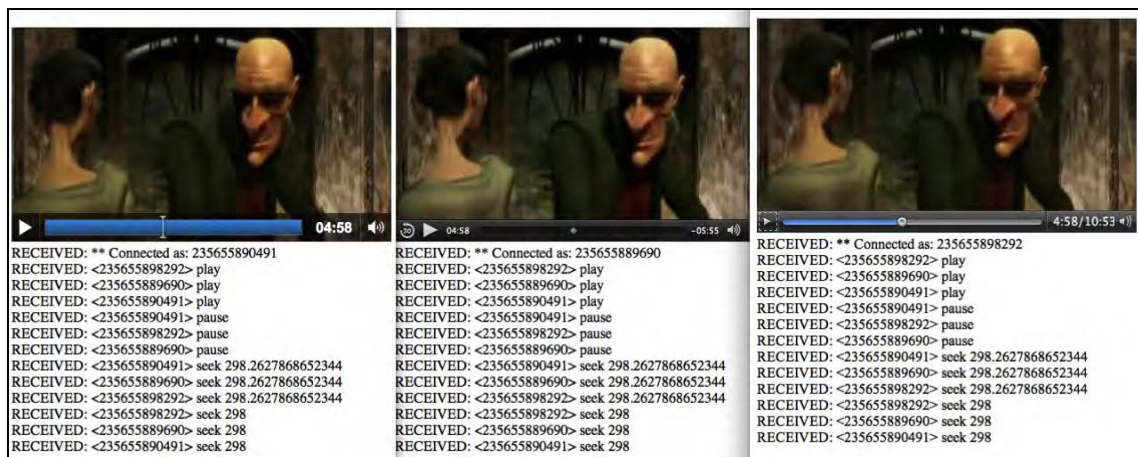 04:58
RECEIVED: ** Connected as: 235655890491
RECEIVED: <235655898292> play
RECEIVED: <235655889690> play
RECEIVED: <235655890491> play
RECEIVED: <235655890491> pause
RECEIVED: <235655898292> pause
RECEIVED: <235655889690> pause
RECEIVED: <235655890491> seek 298.2627868652344
RECEIVED: <235655889690> seek 298.2627868652344
RECEIVED: <235655898292> seek 298.2627868652344
RECEIVED: <235655898292> seek 298
RECEIVED: <235655889690> seek 298
RECEIVED: <235655890491> seek 298
30 04:58 -05:55
RECEIVED: ** Connected as: 235655889690
RECEIVED: <235655898292> play
RECEIVED: <235655889690> play
RECEIVED: <235655890491> play
RECEIVED: <235655890491> pause
RECEIVED: <235655898292> pause
RECEIVED: <235655889690> pause
RECEIVED: <235655890491> seek 298.2627868652344
RECEIVED: <235655889690> seek 298.2627868652344
RECEIVED: <235655898292> seek 298.2627868652344
RECEIVED: <235655898292> seek 298
RECEIVED: <235655889690> seek 298
RECEIVED: <235655890491> seek 298
4:58/10:53
RECEIVED: ** Connected as: 235655898292
RECEIVED: <235655898292> play
RECEIVED: <235655889690> play
RECEIVED: <235655890491> play
RECEIVED: <235655890491> pause
RECEIVED: <235655898292> pause
RECEIVED: <235655889690> pause
RECEIVED: <235655890491> seek 298.2627868652344
RECEIVED: <235655889690> seek 298.2627868652344
RECEIVED: <235655898292> seek 298.2627868652344
RECEIVED: <235655898292> seek 298
RECEIVED: <235655889690> seek 298
RECEIVED: <235655890491> seek 298